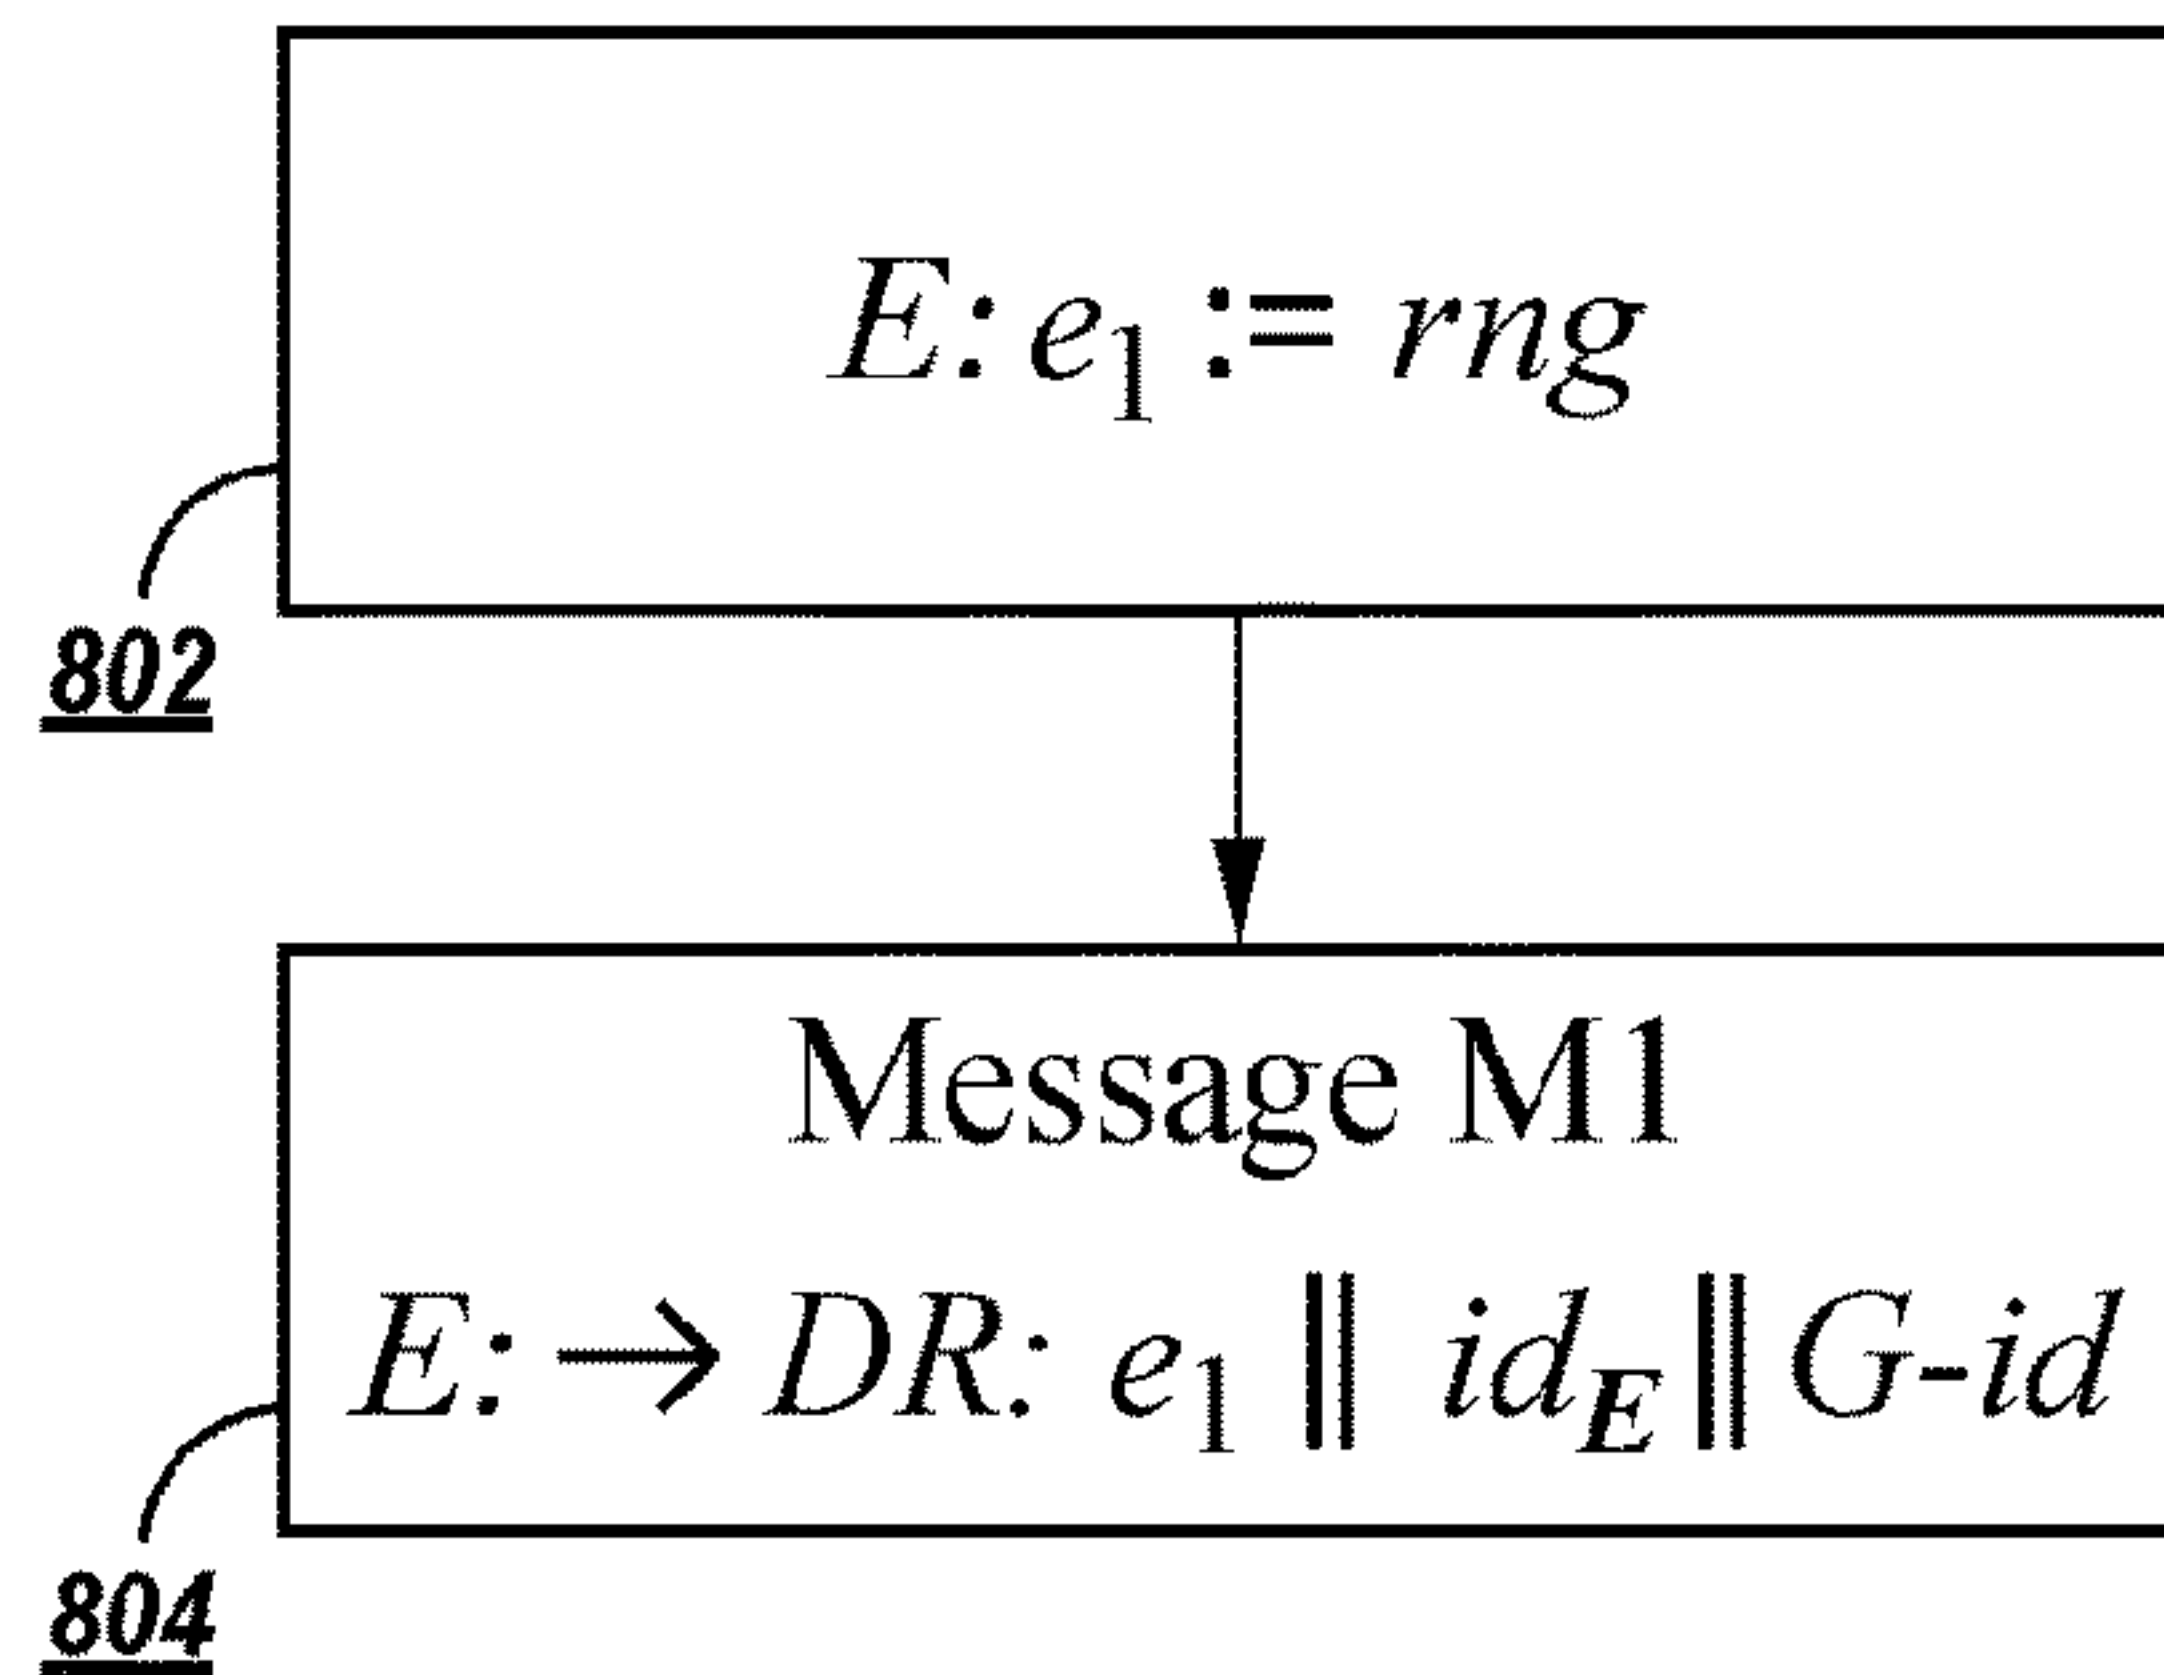 E: e₁ := rng
802
Message M1
E: → DR: e₁ ‖ id_E ‖ G-id
804